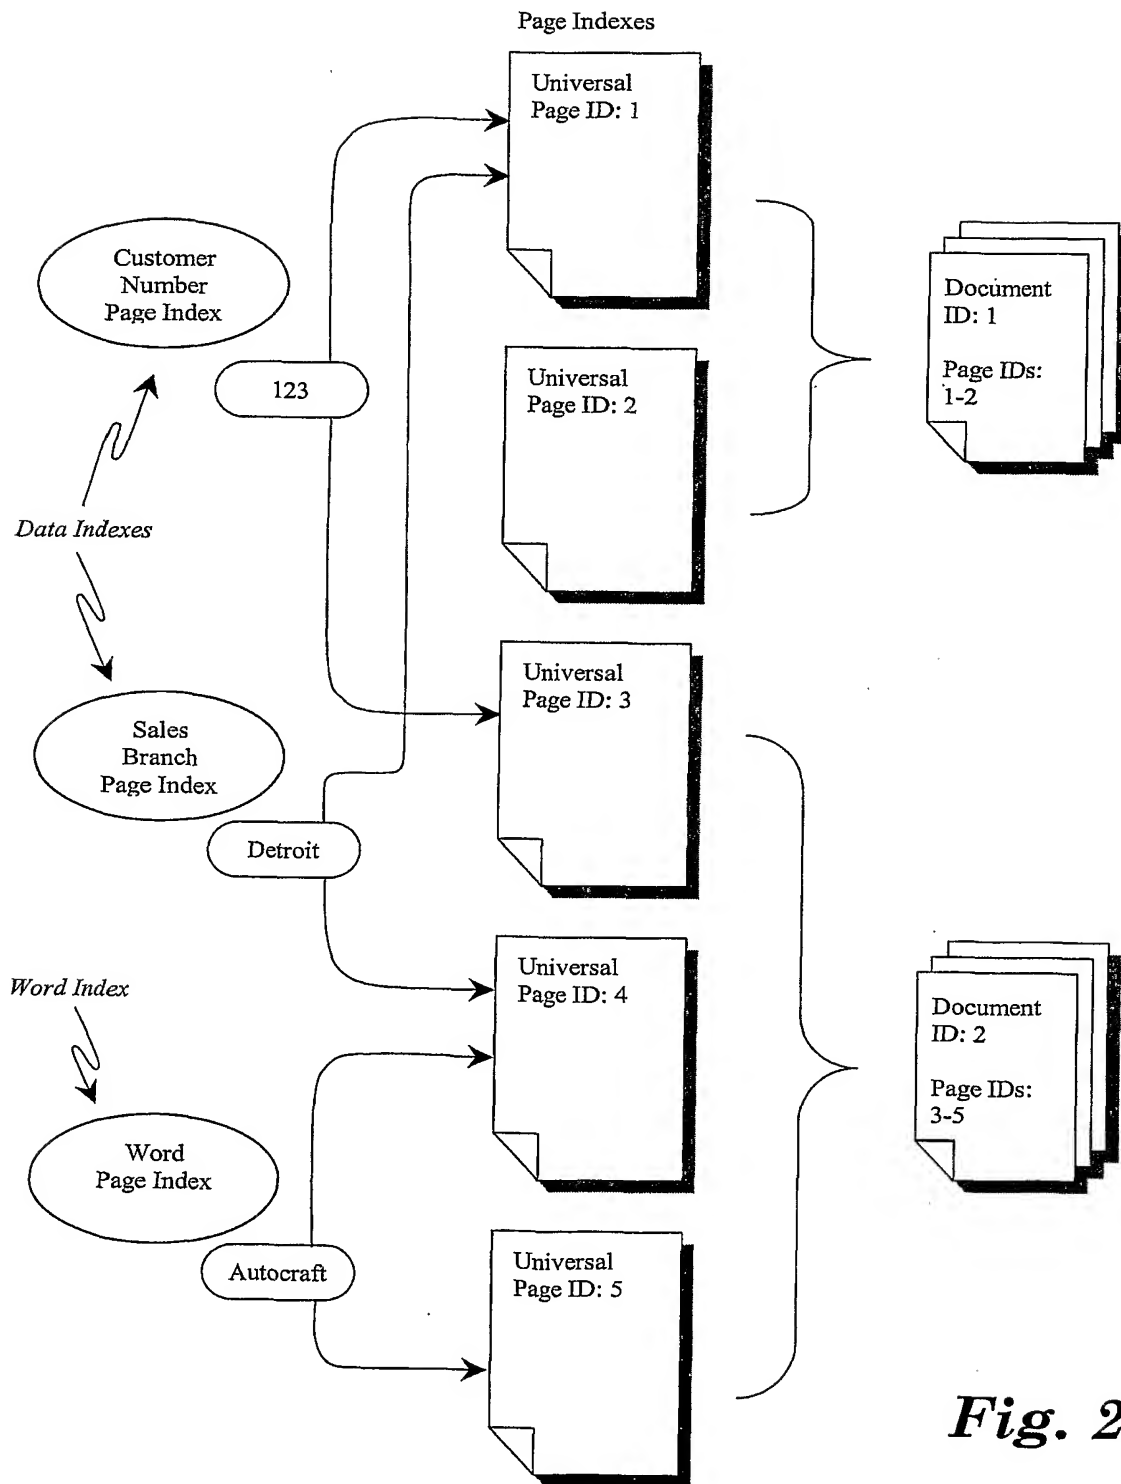 Page Indexes
Universal
Page ID: 1
Customer
Number
Page Index
123
Document
ID: 1
Page IDs:
1-2
Universal
Page ID: 2
Data Indexes
Universal
Page ID: 3
Sales
Branch
Page Index
Detroit
Universal
Page ID: 4
Word Index
Document
ID: 2
Page IDs:
3-5
Word
Page Index
Autocraft
Universal
Page ID: 5
Fig. 2